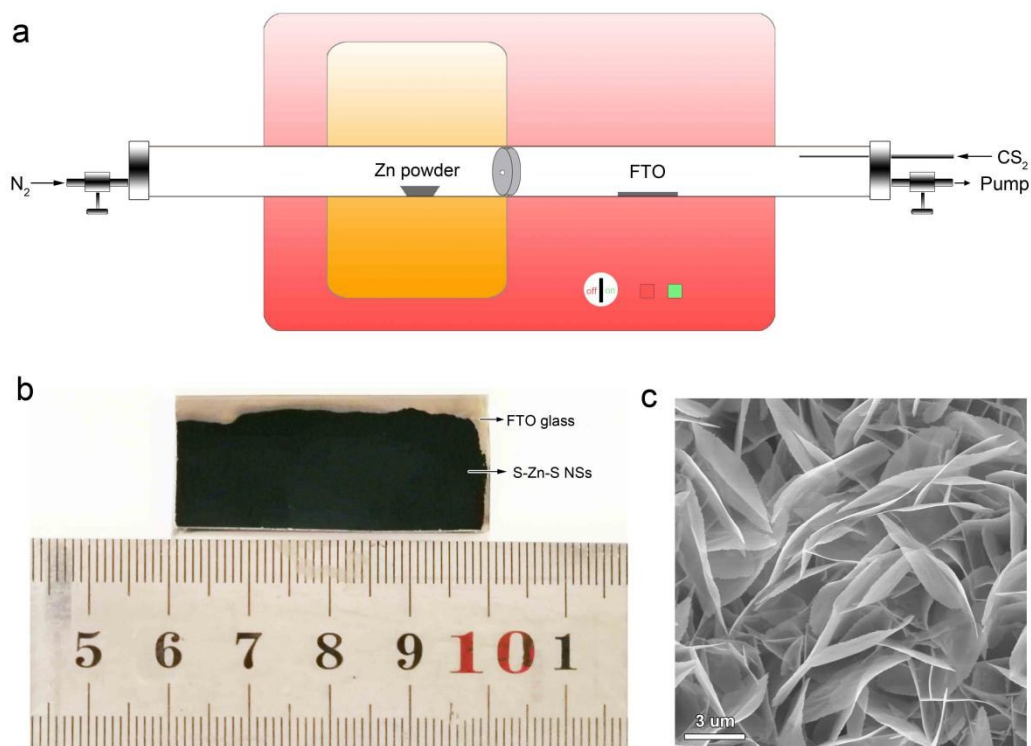 a
Zn powder
FTO
N₂
CS₂
Pump
off on
b
FTO glass
S-Zn-S NSs
5 6 7 8 9 10 1
c
3 um